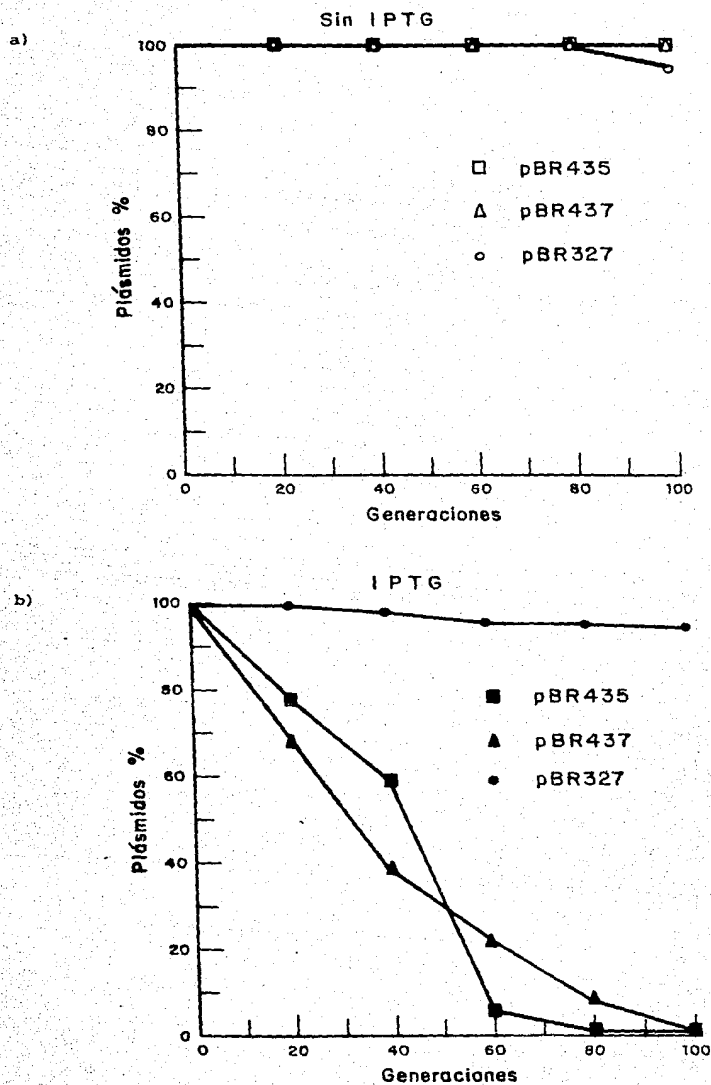 a)
Sin IPTG
100
80
60
40
20
0
Plásmidos %
□ pBR435
△ pBR437
○ pBR327
0 20 40 60 80 100
Generaciones
b)
IPTG
100
80
60
40
20
0
Plásmidos %
■ pBR435
▲ pBR437
● pBR327
0 20 40 60 80 100
Generaciones